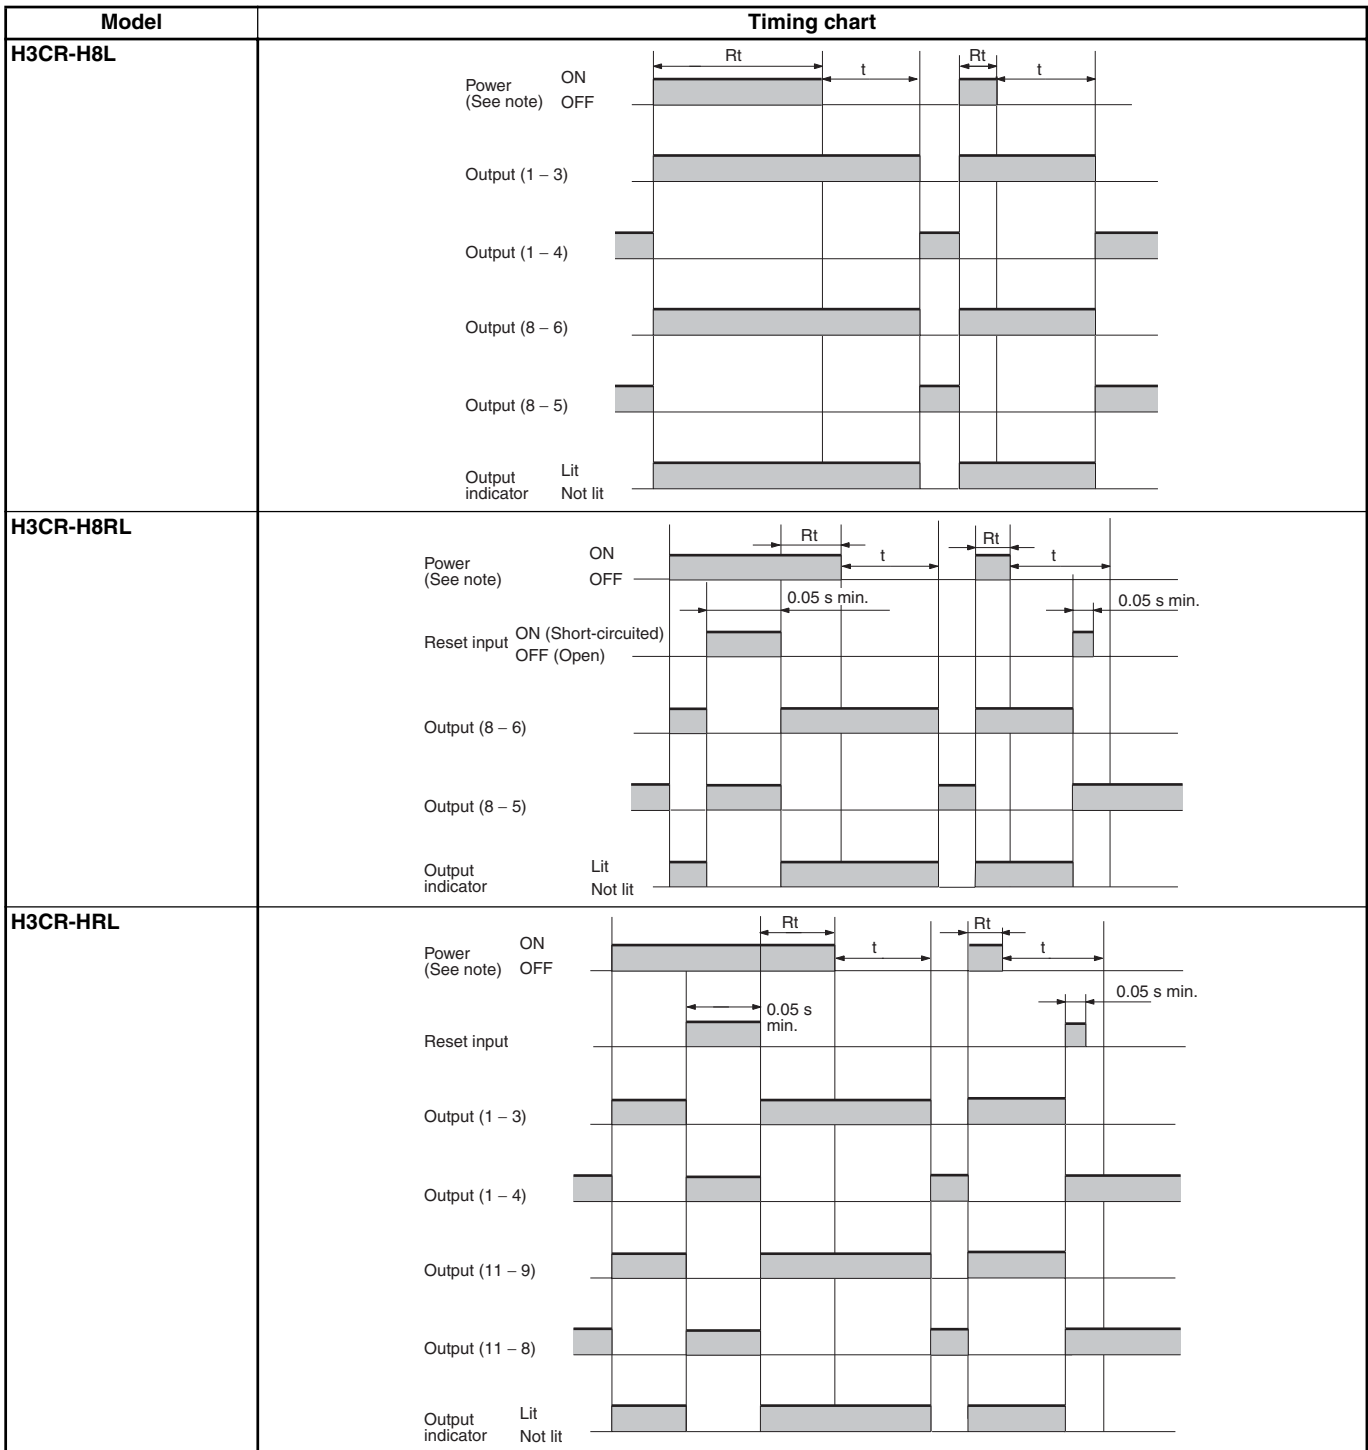 Model Timing chart
H3CR-H8L
Rt t Rt t
Power ON
(See note) OFF
Output (1 – 3)
Output (1 – 4)
Output (8 – 6)
Output (8 – 5)
Output Lit
indicator Not lit
H3CR-H8RL
Rt t Rt t
Power ON
(See note) OFF
0.05 s min. 0.05 s min.
Reset input ON (Short-circuited)
OFF (Open)
Output (8 – 6)
Output (8 – 5)
Output Lit
indicator Not lit
H3CR-HRL
Rt t Rt t
Power ON
(See note) OFF
0.05 s min.
0.05 s
min.
Reset input
Output (1 – 3)
Output (1 – 4)
Output (11 – 9)
Output (11 – 8)
Output Lit
indicator Not lit